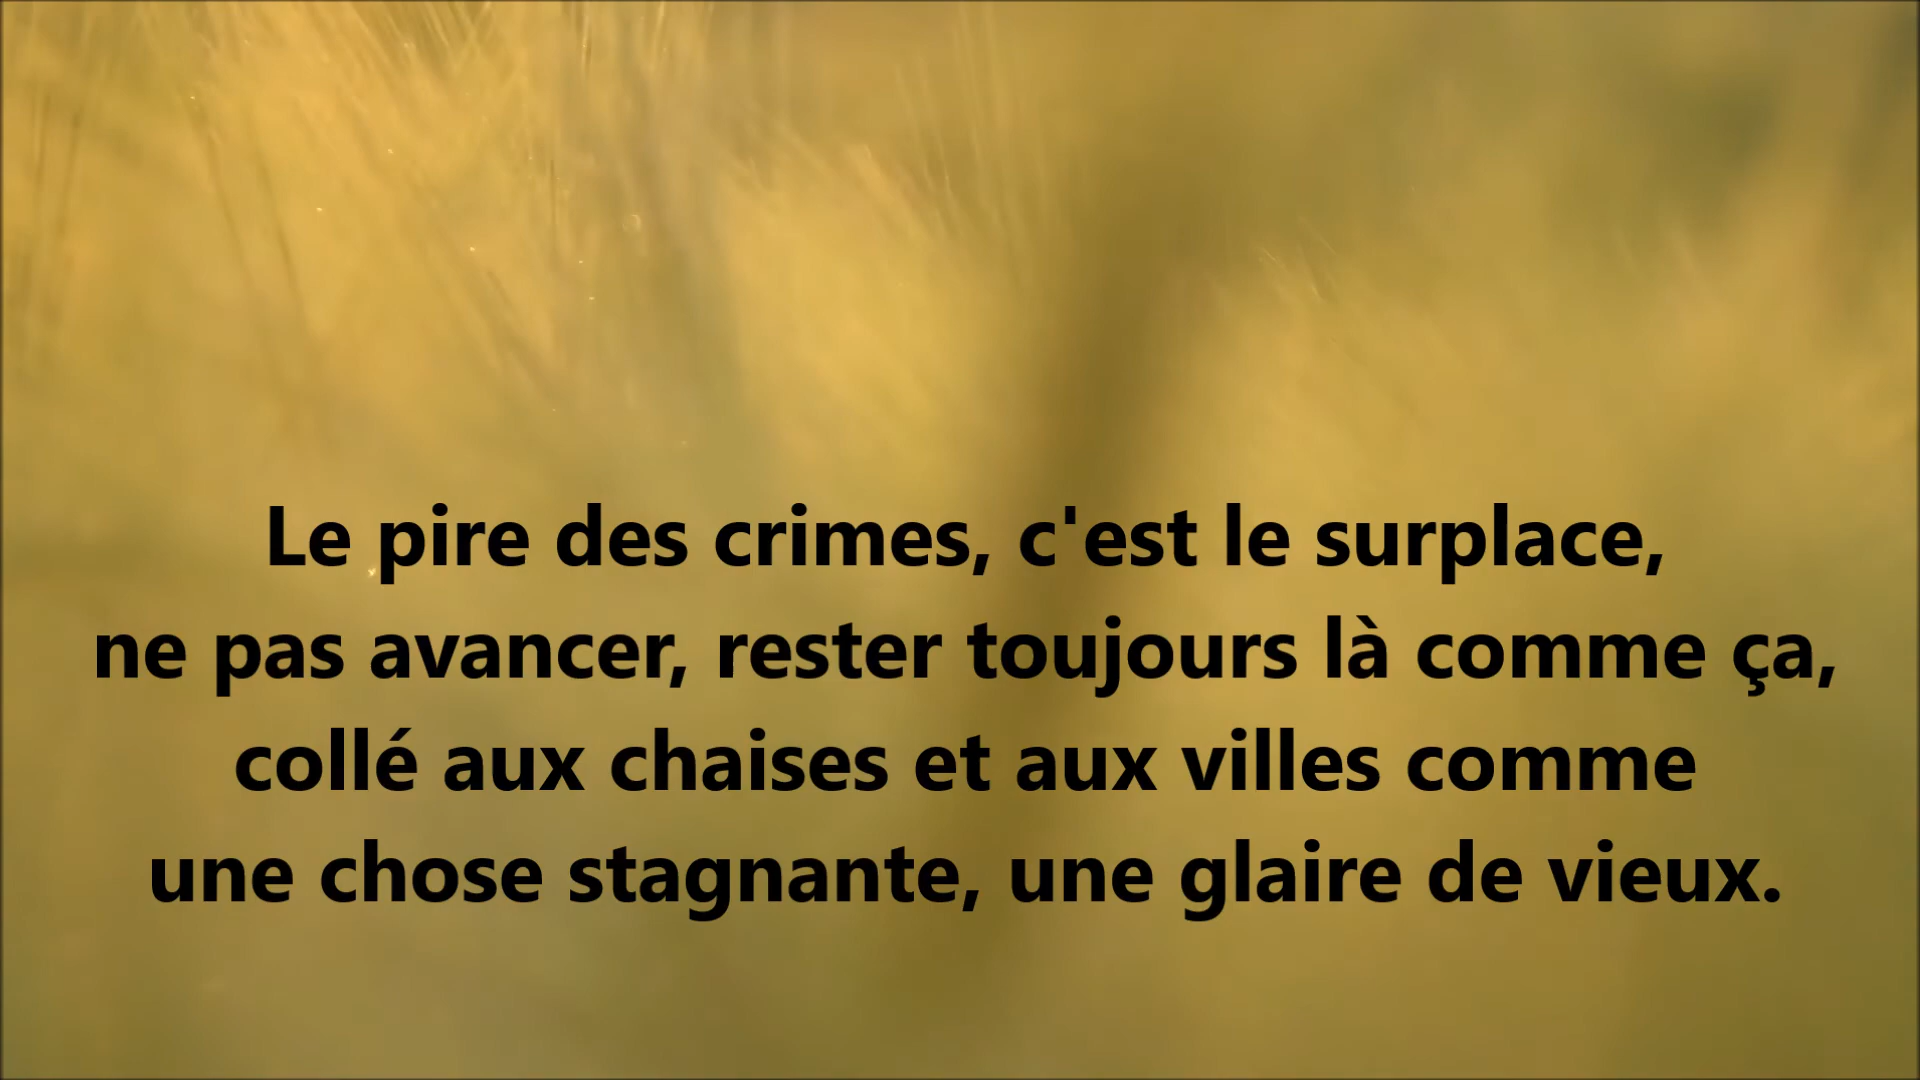 Le pire des crimes, c'est le surplace,
ne pas avancer, rester toujours là comme ça,
collé aux chaises et aux villes comme
une chose stagnante, une glaire de vieux.